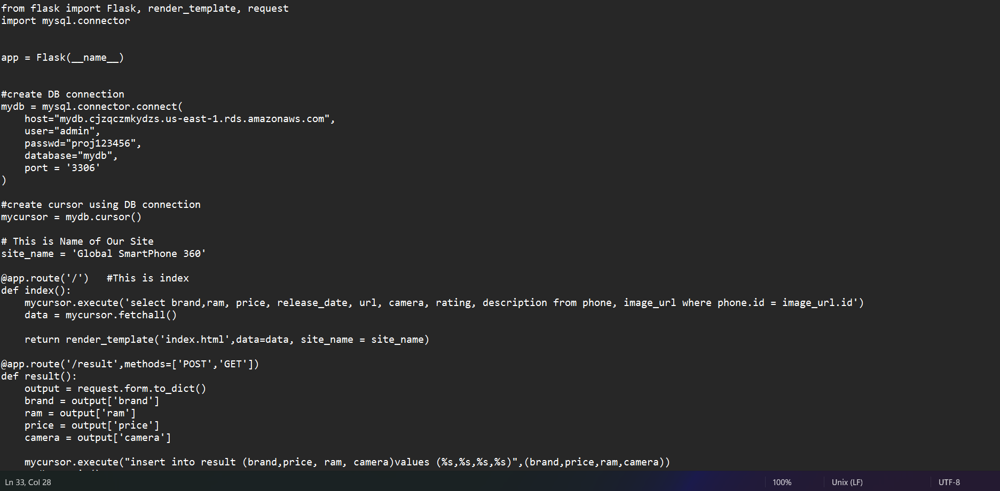 from flask import Flask, render_template, request
import mysql.connector
app = Flask(__name__)
#create DB connection
mydb = mysql.connector.connect(
    host="mydb.cjzqczmkydzs.us-east-1.rds.amazonaws.com",
    user="admin",
    passwd="proj123456",
    database="mydb",
    port = '3306'
)
#create cursor using DB connection
mycursor = mydb.cursor()
# This is Name of Our Site
site_name = 'Global SmartPhone 360'
@app.route('/')   #This is index
def index():
    mycursor.execute('select brand,ram, price, release_date, url, camera, rating, description from phone, image_url where phone.id = image_url.id')
    data = mycursor.fetchall()
    return render_template('index.html',data=data, site_name = site_name)
@app.route('/result',methods=['POST','GET'])
def result():
    output = request.form.to_dict()
    brand = output['brand']
    ram = output['ram']
    price = output['price']
    camera = output['camera']
    mycursor.execute("insert into result (brand,price, ram, camera)values (%s,%s,%s,%s)",(brand,price,ram,camera))
Ln 33, Col 28 100% Unix (LF) UTF-8